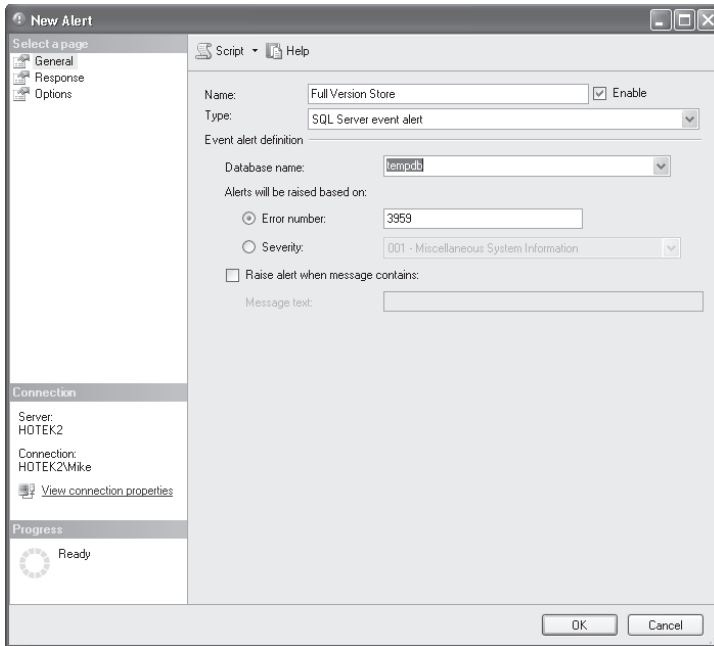 New Alert
Select a page
General
Response
Options
Script
Help
Name:
Full Version Store
Enable
Type:
SQL Server event alert
Event alert definition
Database name:
tempdb
Alerts will be raised based on:
Error number:
3959
Severity:
001 - Miscellaneous System Information
Raise alert when message contains:
Message text:
Connection
Server:
HOTEK2
Connection:
HOTEK2\Mike
View connection properties
Progress
Ready
OK
Cancel